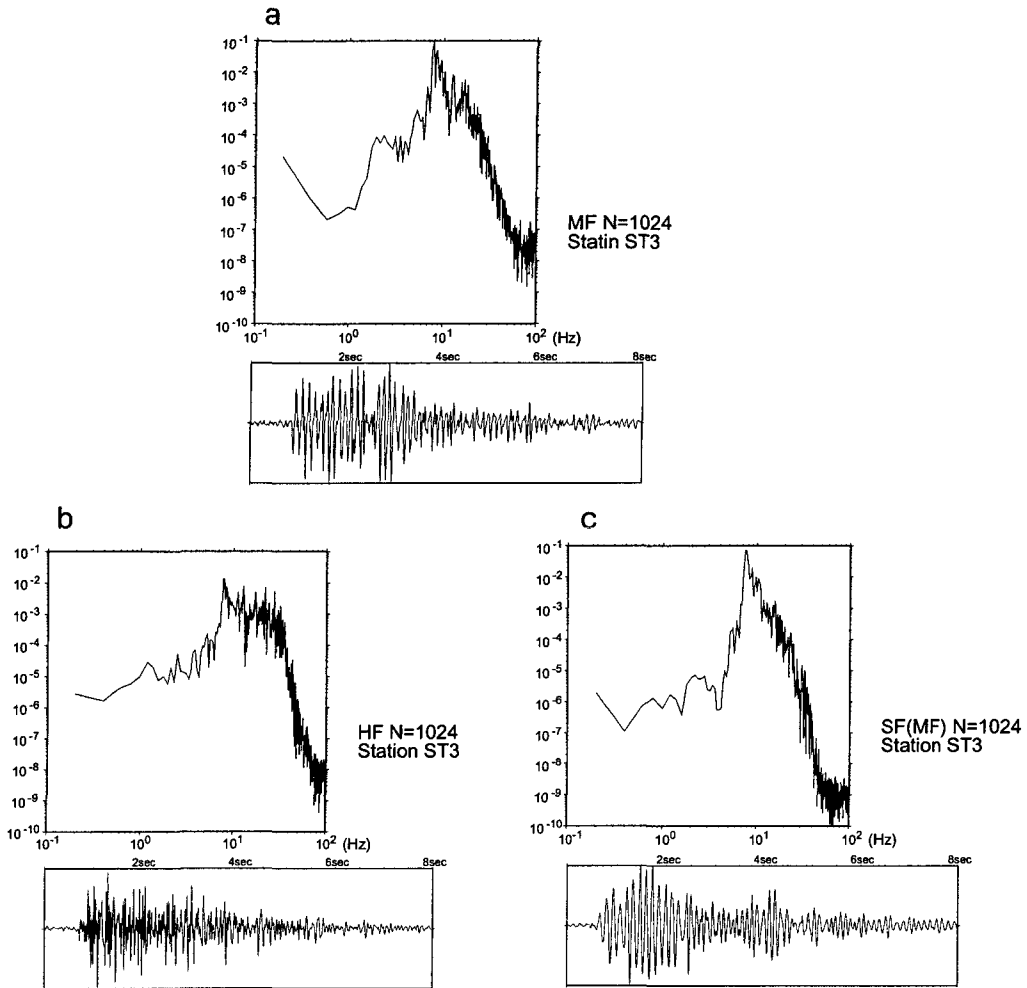 a
10-1
10-2
10-3
10-4
10-5
10-6
10-7
10-8
10-9
10-10
10-1 100 101 102 (Hz)
MF N=1024
Statin ST3
2sec 4sec 6sec 8sec
b
10-1
10-2
10-3
10-4
10-5
10-6
10-7
10-8
10-9
10-10
10-1 100 101 102 (Hz)
HF N=1024
Station ST3
2sec 4sec 6sec 8sec
c
10-1
10-2
10-3
10-4
10-5
10-6
10-7
10-8
10-9
10-10
10-1 100 101 102 (Hz)
SF(MF) N=1024
Station ST3
2sec 4sec 6sec 8sec